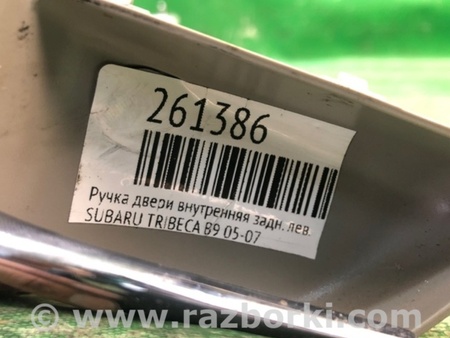 261386
Ручка двери внутренняя задн. лев.
SUBARU TRIBECA B9 05-07
© www.razborki.com